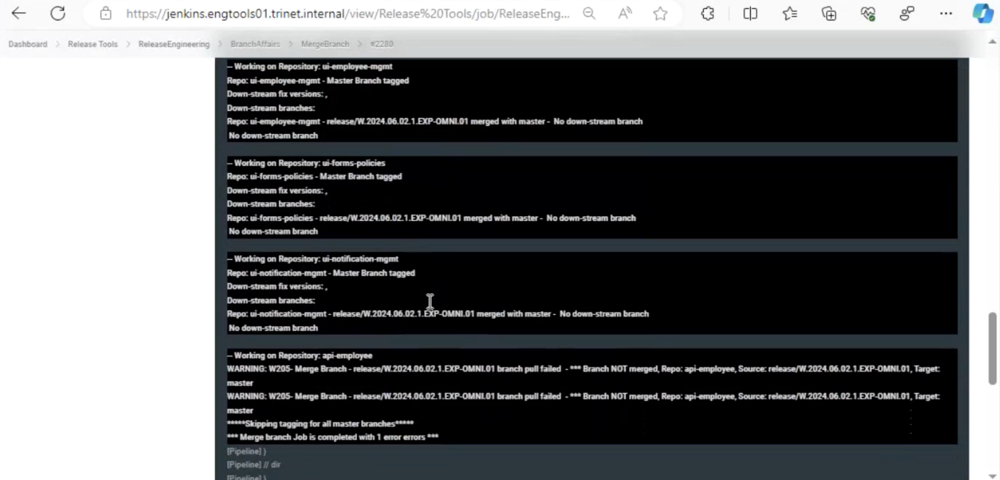 https://jenkins.engtools01.trinet.internal/view/Release%20Tools/job/ReleaseEng...
Dashboard > Release Tools > ReleaseEngineering > BranchAffairs > MergeBranch > #2280
-- Working on Repository: ui-employee-mgmt
Repo: ui-employee-mgmt - Master Branch tagged
Down-stream fix versions: ,
Down-stream branches:
Repo: ui-employee-mgmt - release/W.2024.06.02.1.EXP-OMNI.01 merged with master - No down-stream branch
No down-stream branch
-- Working on Repository: ui-forms-policies
Repo: ui-forms-policies - Master Branch tagged
Down-stream fix versions: ,
Down-stream branches:
Repo: ui-forms-policies - release/W.2024.06.02.1.EXP-OMNI.01 merged with master - No down-stream branch
No down-stream branch
-- Working on Repository: ui-notification-mgmt
Repo: ui-notification-mgmt - Master Branch tagged
Down-stream fix versions: ,
Down-stream branches:
Repo: ui-notification-mgmt - release/W.2024.06.02.1.EXP-OMNI.01 merged with master - No down-stream branch
No down-stream branch
-- Working on Repository: api-employee
WARNING: W205- Merge Branch - release/W.2024.06.02.1.EXP-OMNI.01 branch pull failed - *** Branch NOT merged, Repo: api-employee, Source: release/W.2024.06.02.1.EXP-OMNI.01, Target:
master
WARNING: W205- Merge Branch - release/W.2024.06.02.1.EXP-OMNI.01 branch pull failed - *** Branch NOT merged, Repo: api-employee, Source: release/W.2024.06.02.1.EXP-OMNI.01, Target:
master
*****Skipping tagging for all master branches*****
*** Merge branch Job is completed with 1 error errors ***
[Pipeline] }
[Pipeline] // dir
[Pipeline] }